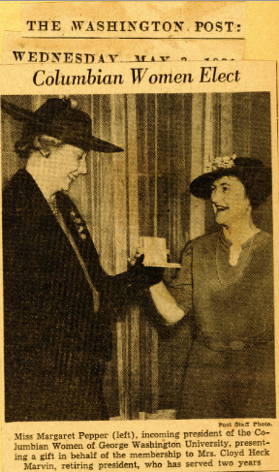 THE WASHINGTON POST:
WEDNESDAY, MAY 3,
Columbian Women Elect
Post Staff Photo.
Miss Margaret Pepper (left), incoming president of the Co-
lumbian Women of George Washington University, present-
ing a gift in behalf of the membership to Mrs. Cloyd Heck
Marvin, retiring president, who has served two years